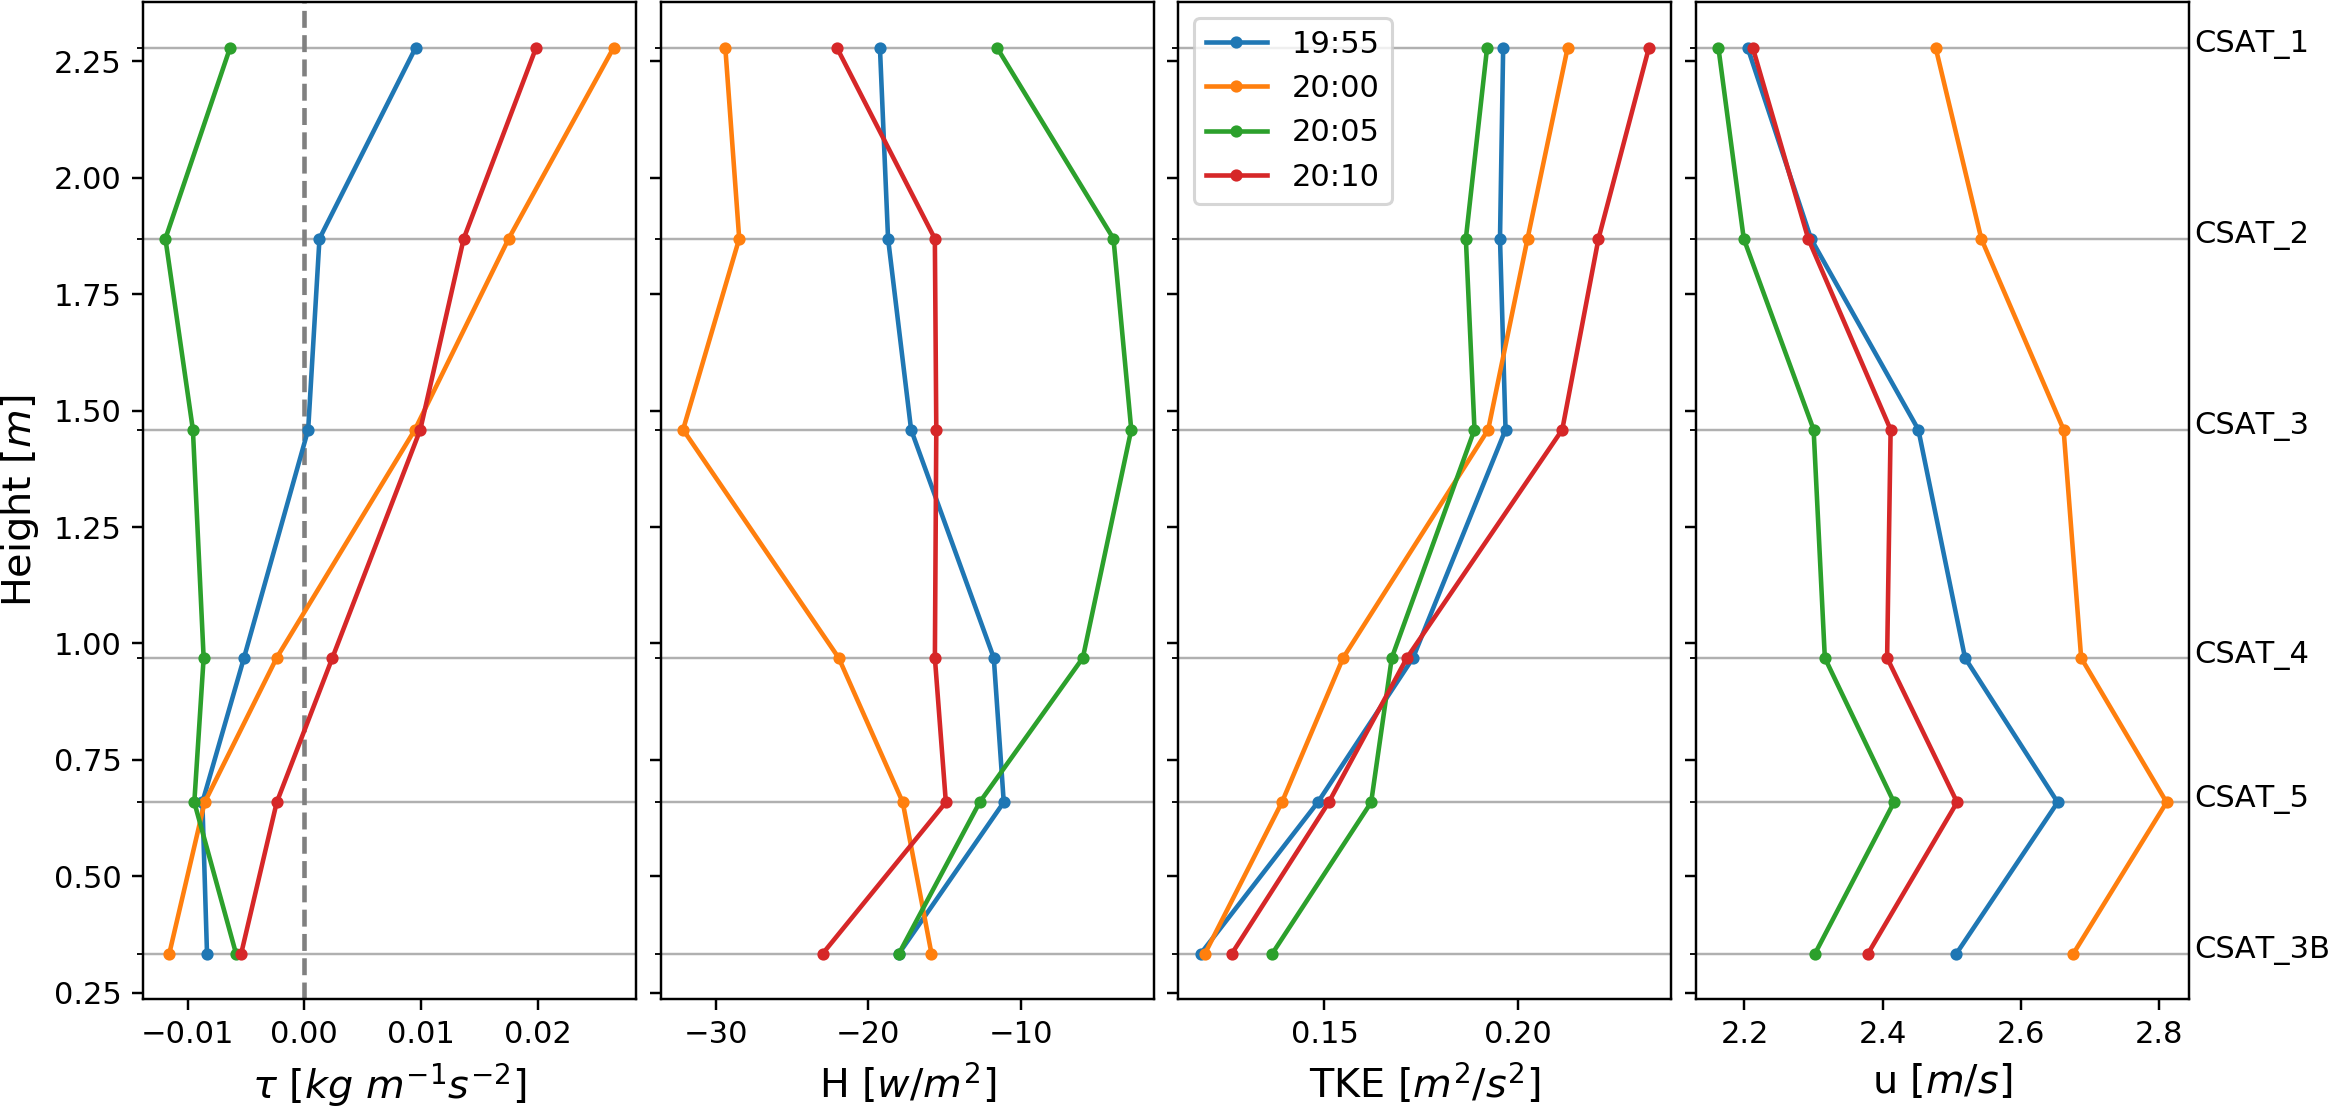 Height [m]
2.25
2.00
1.75
1.50
1.25
1.00
0.75
0.50
0.25
−0.01 0.00 0.01 0.02
τ [kg m⁻¹s⁻²]
−30 −20 −10
H [w/m²]
19:55
20:00
20:05
20:10
0.15 0.20
TKE [m²/s²]
2.2 2.4 2.6 2.8
u [m/s]
CSAT_1
CSAT_2
CSAT_3
CSAT_4
CSAT_5
CSAT_3B